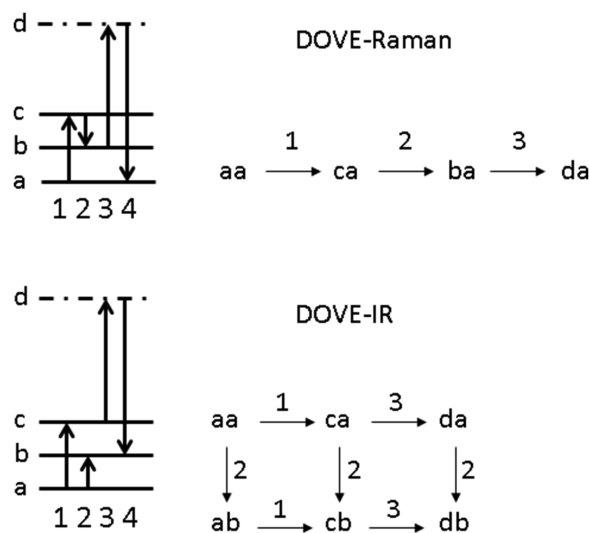 d
DOVE-Raman
c
b
a
1 2 3 4
1 2 3
aa ca ba da
d
DOVE-IR
c
b
a
1 2 3 4
1 3
aa ca da
2 2 2
1 3
ab cb db